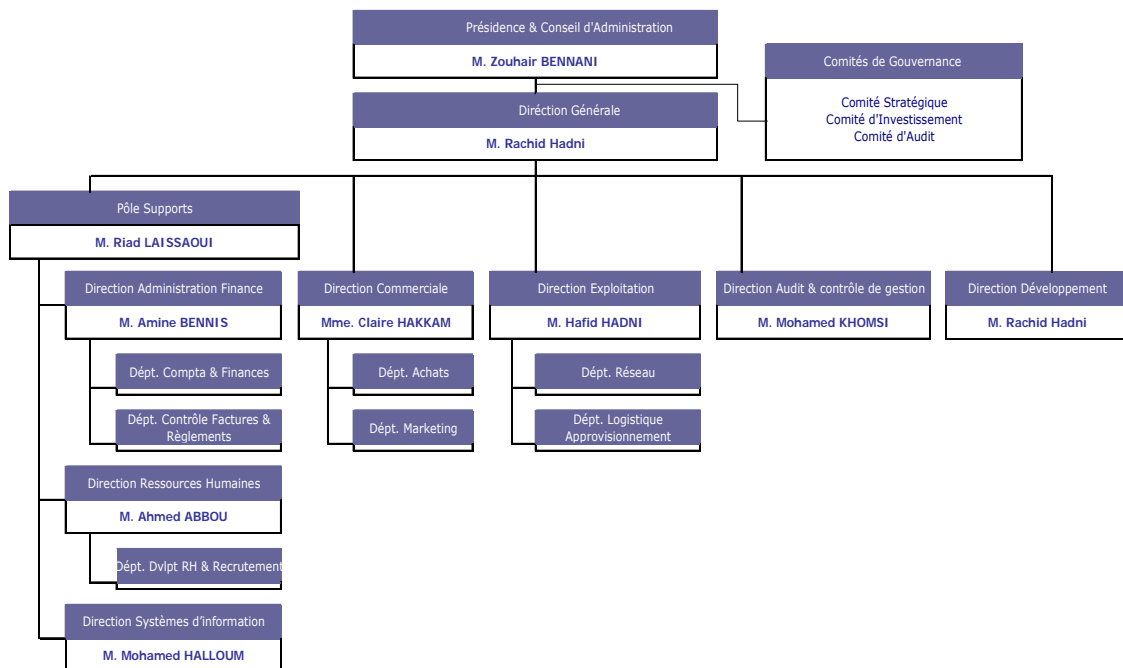 Présidence & Conseil d'Administration
M. Zouhair BENNANI
Comités de Gouvernance
Comité Stratégique
Comité d'Investissement
Comité d'Audit
Diréction Générale
M. Rachid Hadni
Pôle Supports
M. Riad LAISSAOUI
Direction Administration Finance
M. Amine BENNIS
Dépt. Compta & Finances
Dépt. Contrôle Factures &
Règlements
Direction Ressources Humaines
M. Ahmed ABBOU
Dépt. Dvlpt RH & Recrutement
Direction Systèmes d'information
M. Mohamed HALLOUM
Direction Commerciale
Mme. Claire HAKKAM
Dépt. Achats
Dépt. Marketing
Direction Exploitation
M. Hafid HADNI
Dépt. Réseau
Dépt. Logistique
Approvisionnement
Direction Audit & contrôle de gestion
M. Mohamed KHOMSI
Direction Développement
M. Rachid Hadni